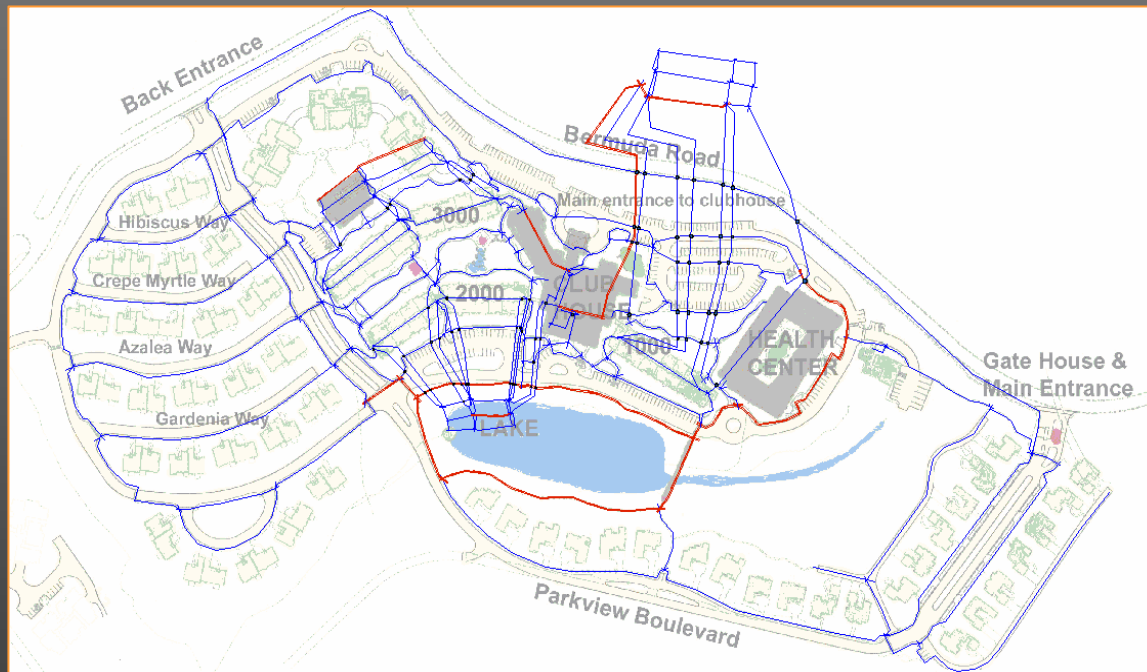 Back Entrance
Bermuda Road
Main entrance to clubhouse
Hibiscus Way
3000
Crepe Myrtle Way
2000
CLUB
HOUSE
Azalea Way
1000
HEALTH
CENTER
Gate House &
Main Entrance
Gardenia Way
LAKE
Parkview Boulevard